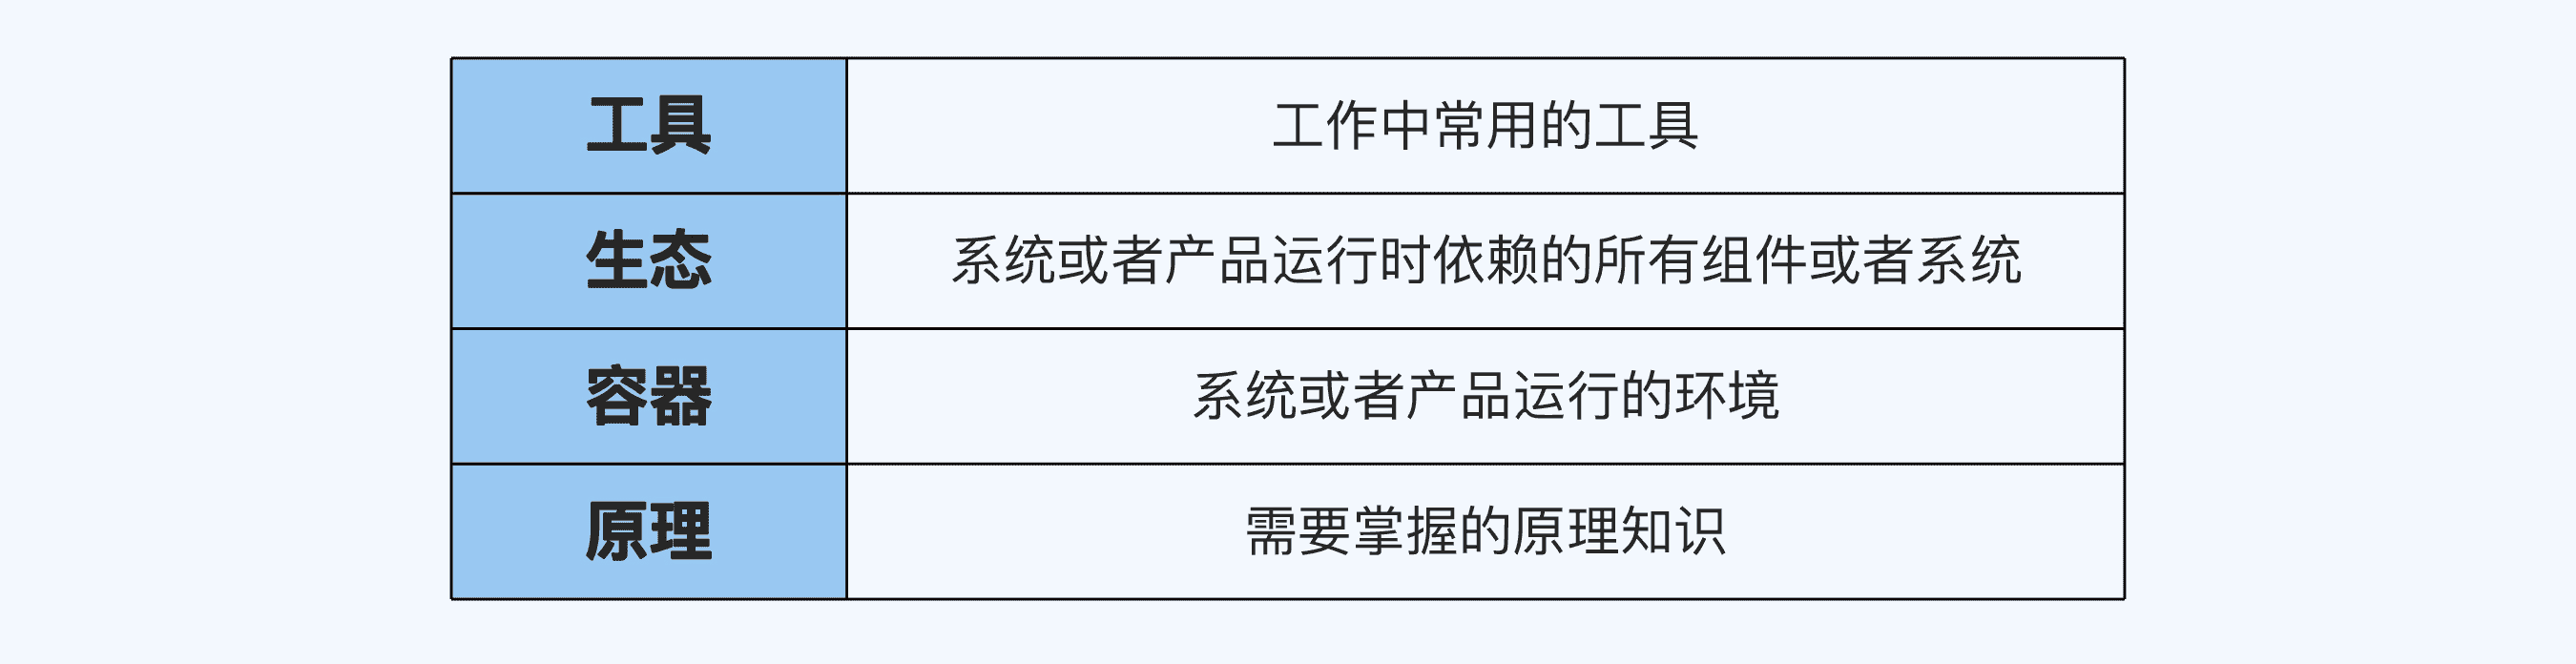 工具
工作中常用的工具
生态
系统或者产品运行时依赖的所有组件或者系统
容器
系统或者产品运行的环境
原理
需要掌握的原理知识